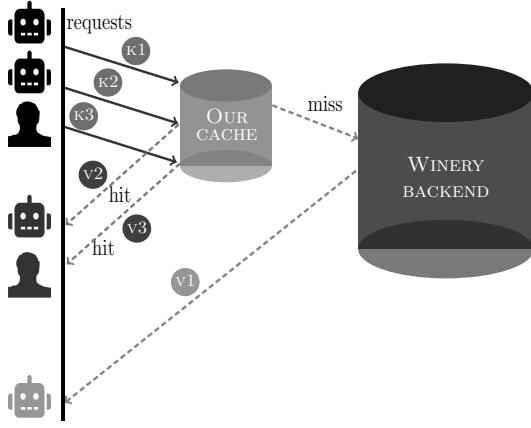 requests
K1
K2
K3
OUR
CACHE
miss
WINERY
BACKEND
V2
hit
V3
hit
V1